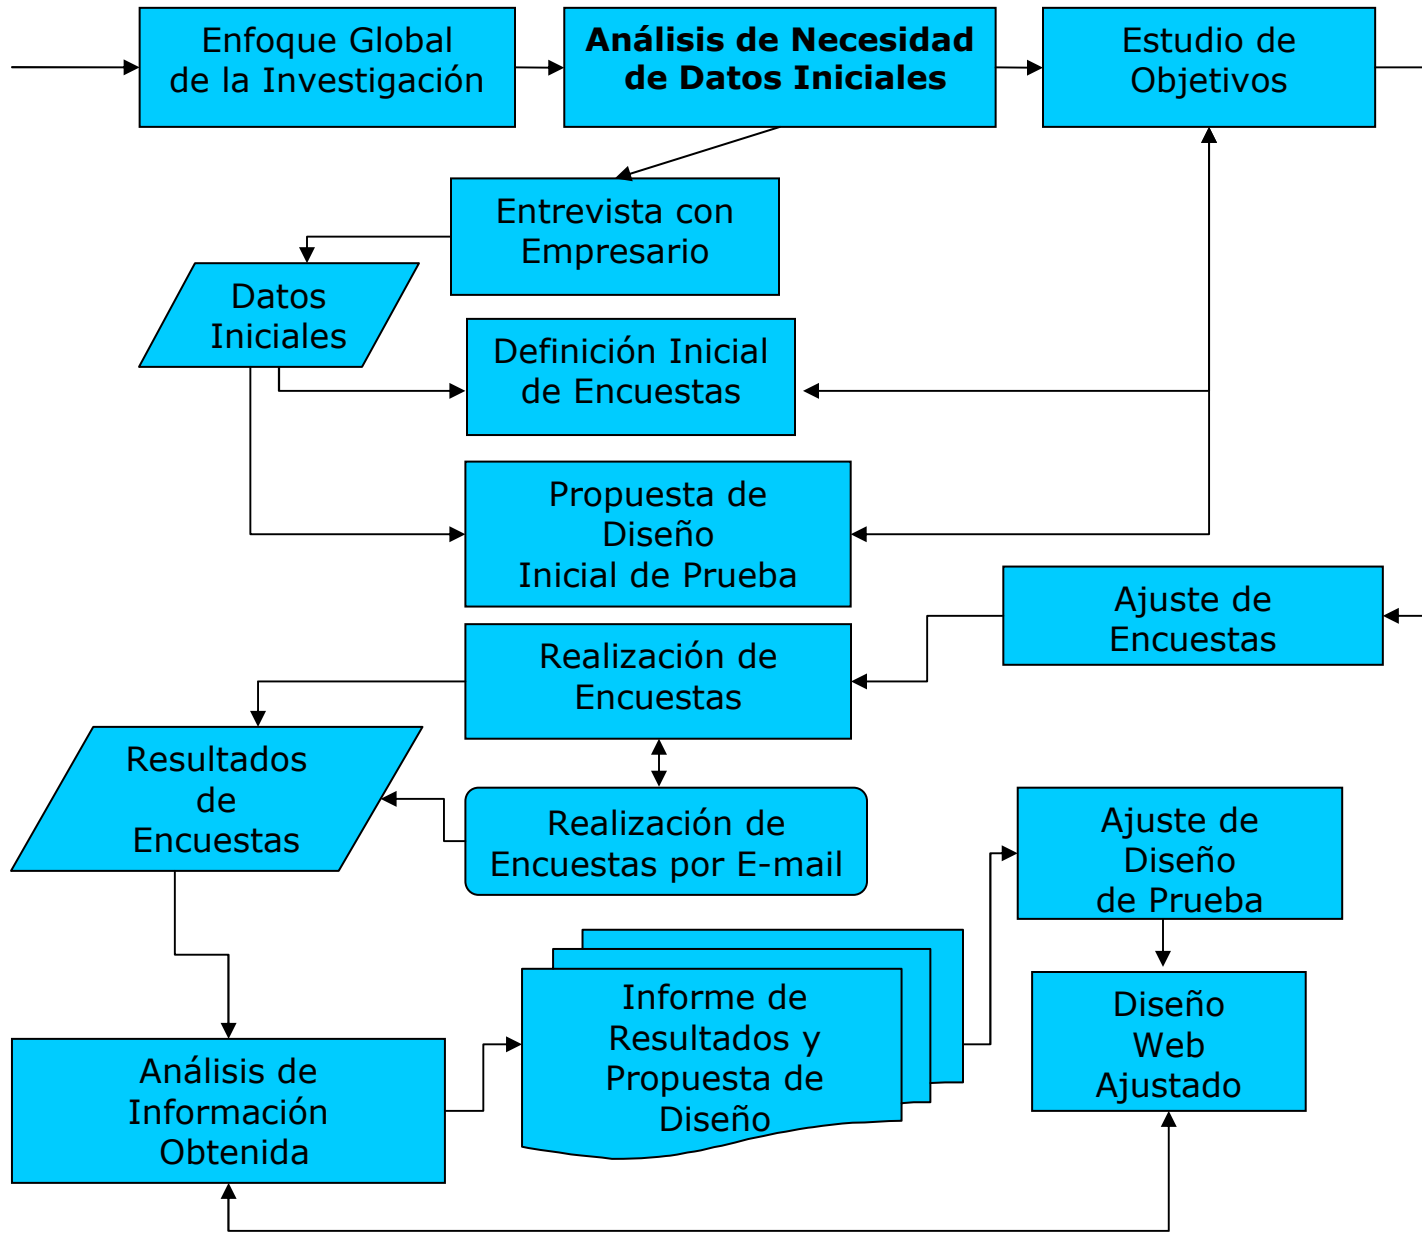 Enfoque Global
de la Investigación
Análisis de Necesidad
de Datos Iniciales
Estudio de
Objetivos
Entrevista con
Empresario
Datos
Iniciales
Definición Inicial
de Encuestas
Propuesta de
Diseño
Inicial de Prueba
Ajuste de
Encuestas
Realización de
Encuestas
Resultados
de
Encuestas
Realización de
Encuestas por E-mail
Ajuste de
Diseño
de Prueba
Informe de
Resultados y
Propuesta de
Diseño
Diseño
Web
Ajustado
Análisis de
Información
Obtenida